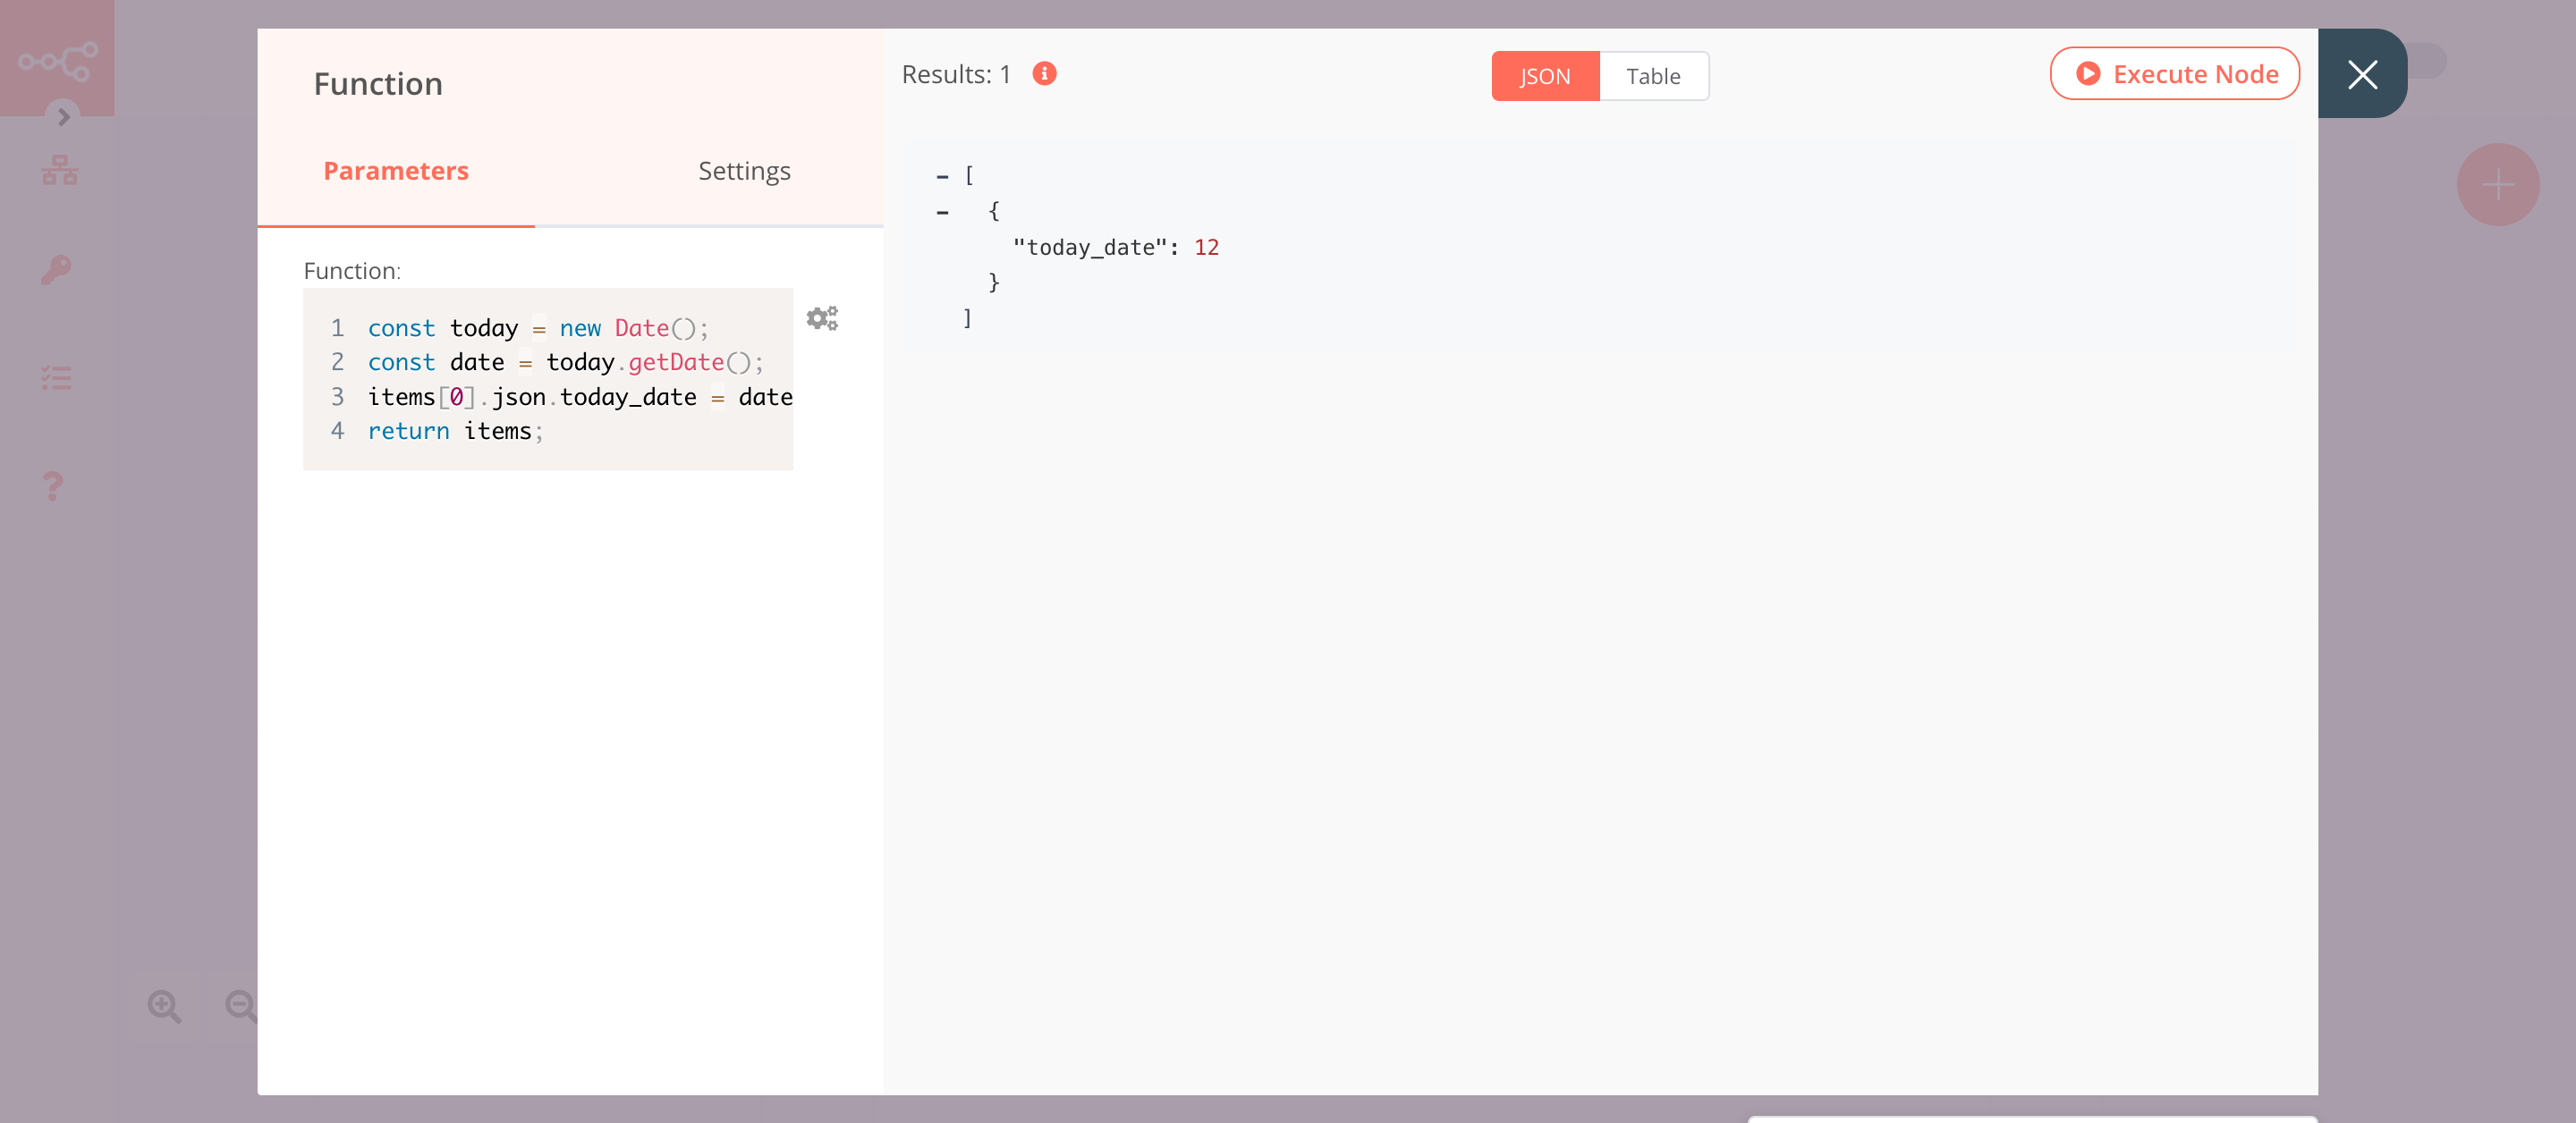 Function
Parameters
Settings
Function:
1 const today = new Date();
2 const date = today.getDate();
3 items[0].json.today_date = date
4 return items;
Results: 1
JSON
Table
Execute Node
- [
- {
"today_date": 12
}
]